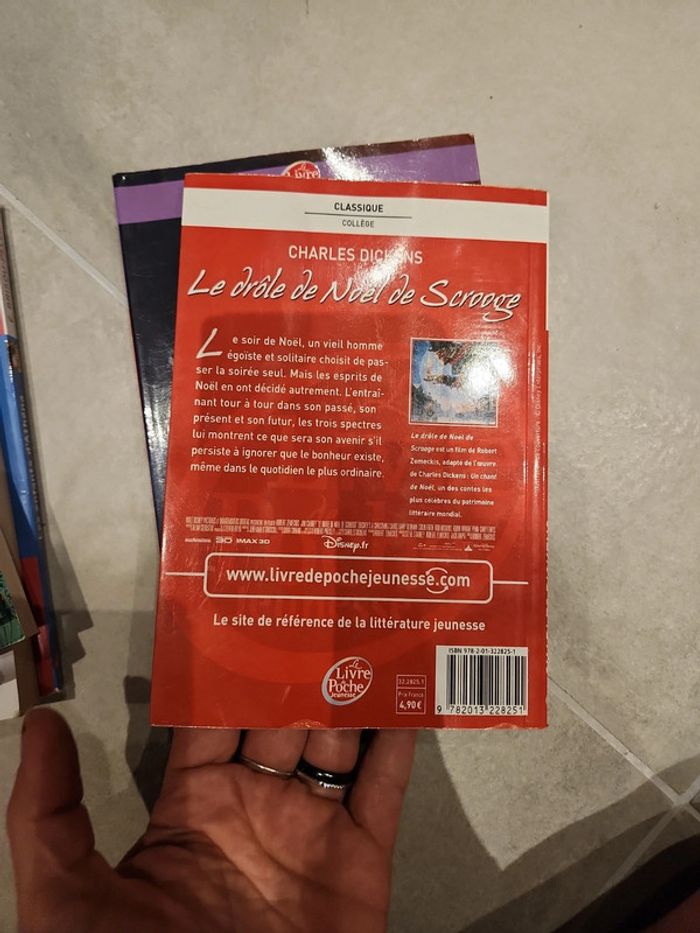 Le
Livre
CLASSIQUE
COLLÈGE
CHARLES DICKENS
Le drôle de Noël de Scrooge
Le soir de Noël, un vieil homme
égoïste et solitaire choisit de pas-
ser la soirée seul. Mais les esprits de
Noël en ont décidé autrement. L'entraî-
nant tour à tour dans son passé, son
présent et son futur, les trois spectres
lui montrent ce que sera son avenir s'il
persiste à ignorer que le bonheur existe,
même dans le quotidien le plus ordinaire.
Le drôle de Noël de
Scrooge est un film de Robert
Zemeckis, adapté de l'œuvre
de Charles Dickens : Un chant
de Noël, un des contes les
plus célèbres du patrimoine
littéraire mondial.
3D IMAX 3D
Disney.fr
www.livredepochejeunesse.com
Le site de référence de la littérature jeunesse
Le
Livre
de
Poche
Jeunesse
32.2825.1
Prix France
4,90€
ISBN 978-2-01-322825-1
9 782013 228251